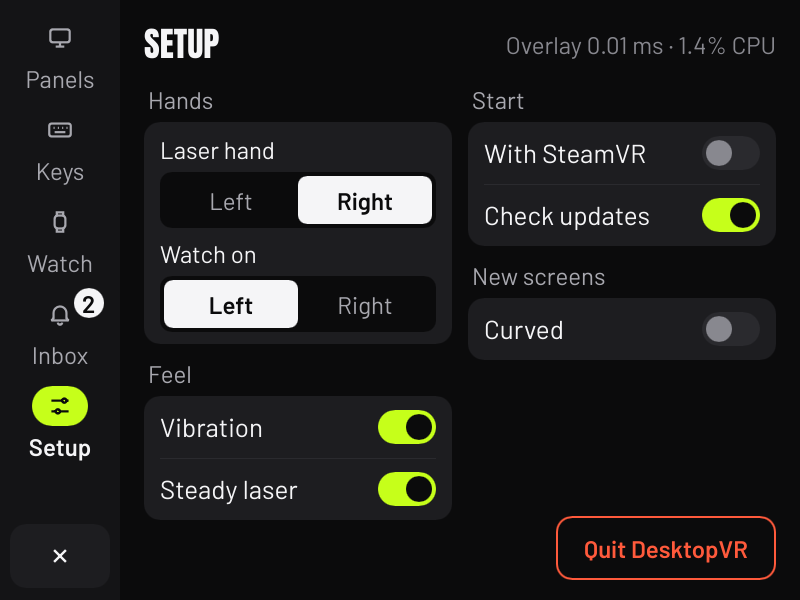 Panels
Keys
Watch
2
Inbox
Setup
SETUP
Overlay 0.01 ms · 1.4% CPU
Hands
Laser hand
Left Right
Watch on
Left Right
Feel
Vibration
Steady laser
Start
With SteamVR
Check updates
New screens
Curved
Quit DesktopVR